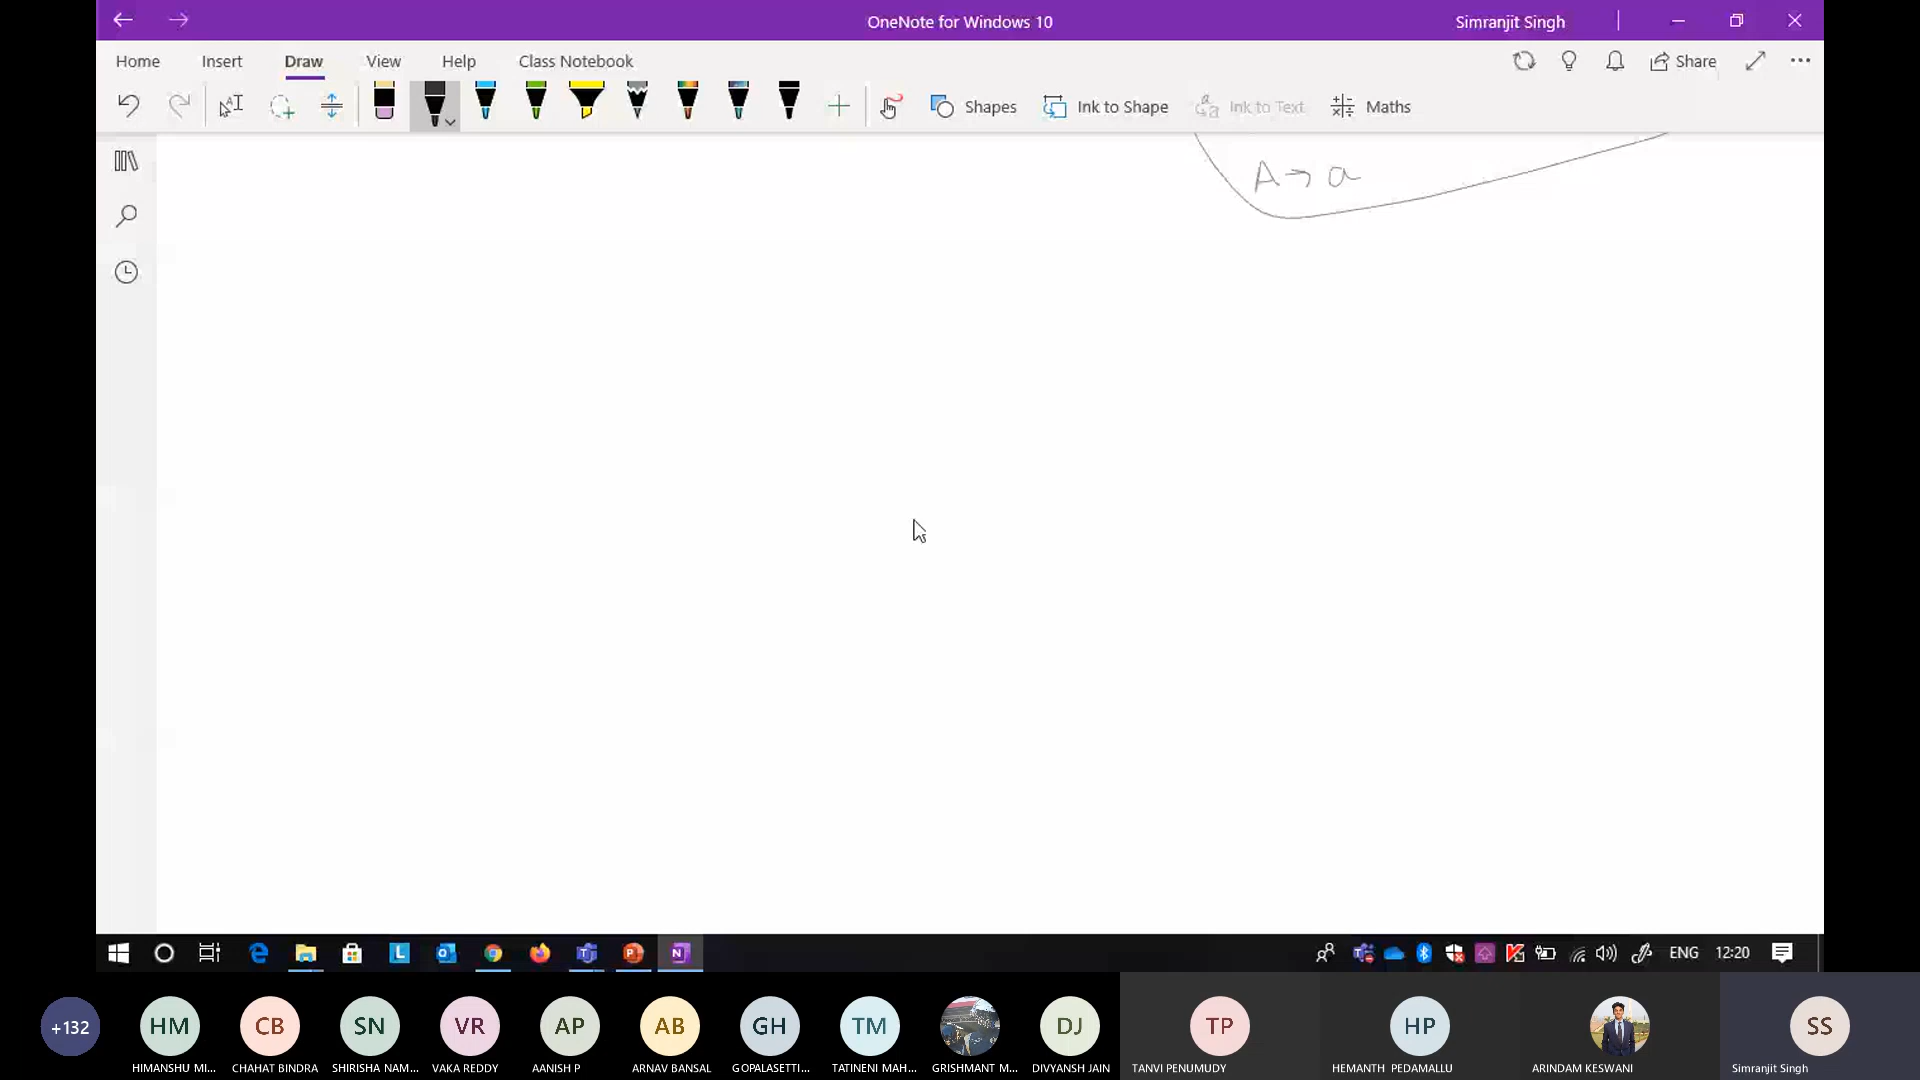 OneNote for Windows 10
Simranjit Singh
Home Insert Draw View Help Class Notebook
Share
Shapes Ink to Shape Ink to Text Maths
A → a
ENG 12:20
+132 HM CB SN VR AP AB GH TM DJ TP HP SS
HIMANSHU MI... CHAHAT BINDRA SHIRISHA NAM... VAKA REDDY AANISH P ARNAV BANSAL GOPALASETTI... TATINENI MAH... GRISHMANT M... DIVYANSH JAIN TANVI PENUMUDY HEMANTH PEDAMALLU ARINDAM KESWANI Simranjit Singh